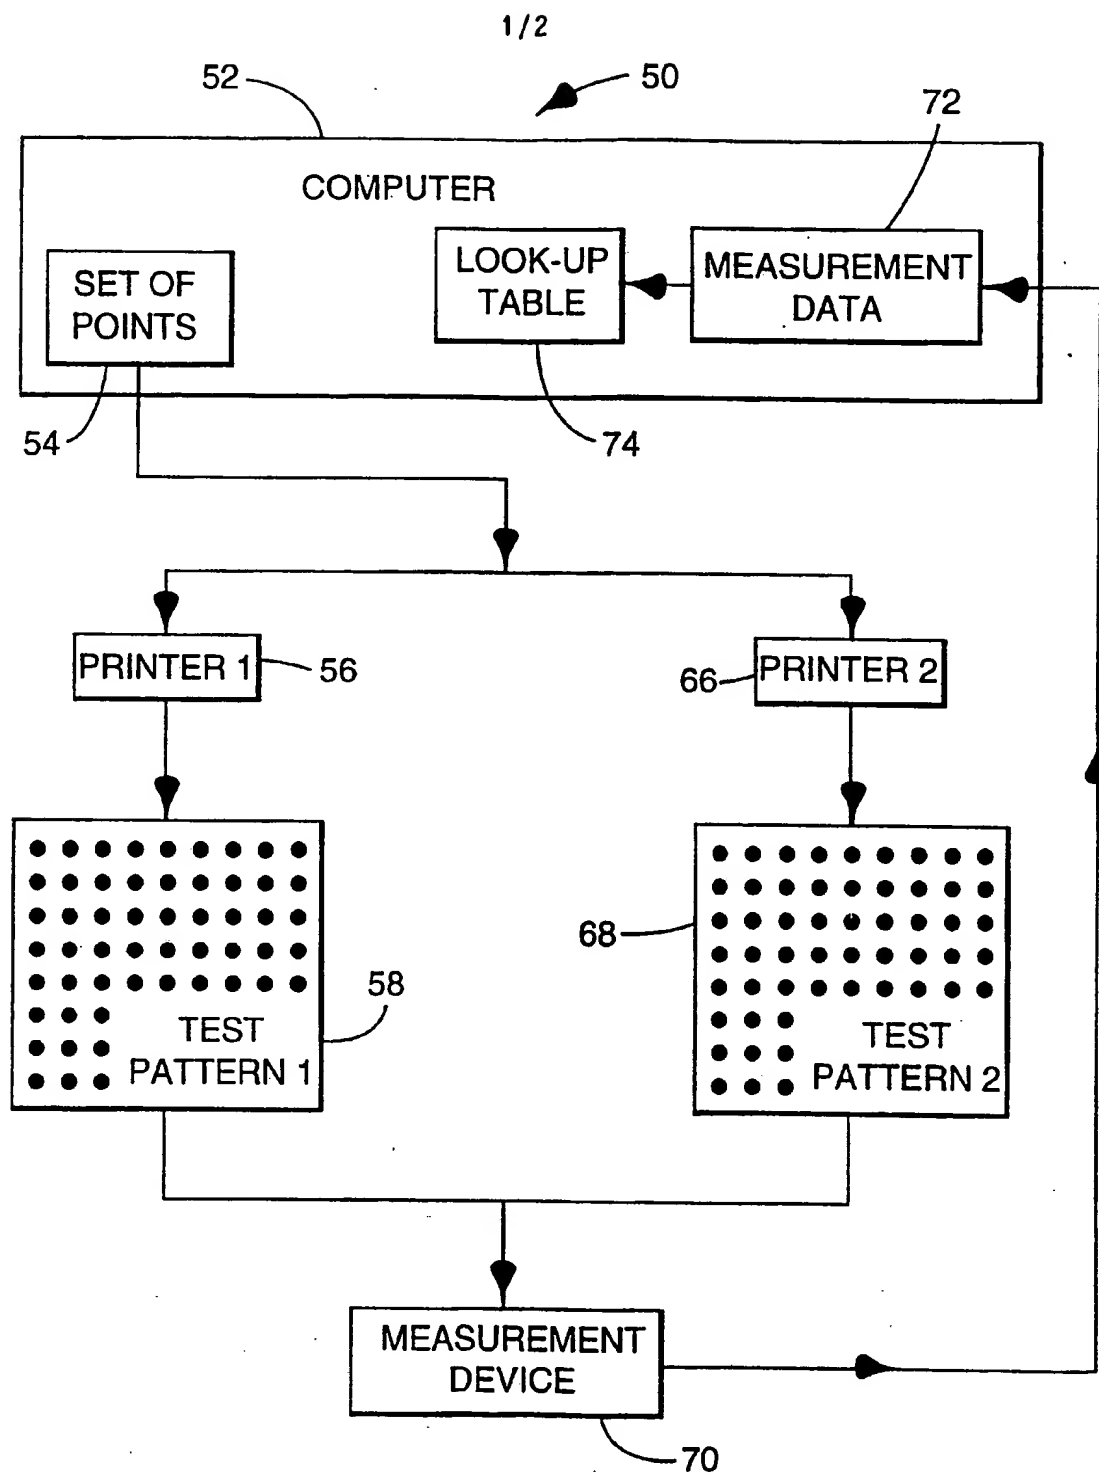 1/2
52
50
72
COMPUTER
SET OF
POINTS
LOOK-UP
TABLE
MEASUREMENT
DATA
54
74
PRINTER 1
56
66
PRINTER 2
58
68
TEST
PATTERN 1
TEST
PATTERN 2
MEASUREMENT
DEVICE
70